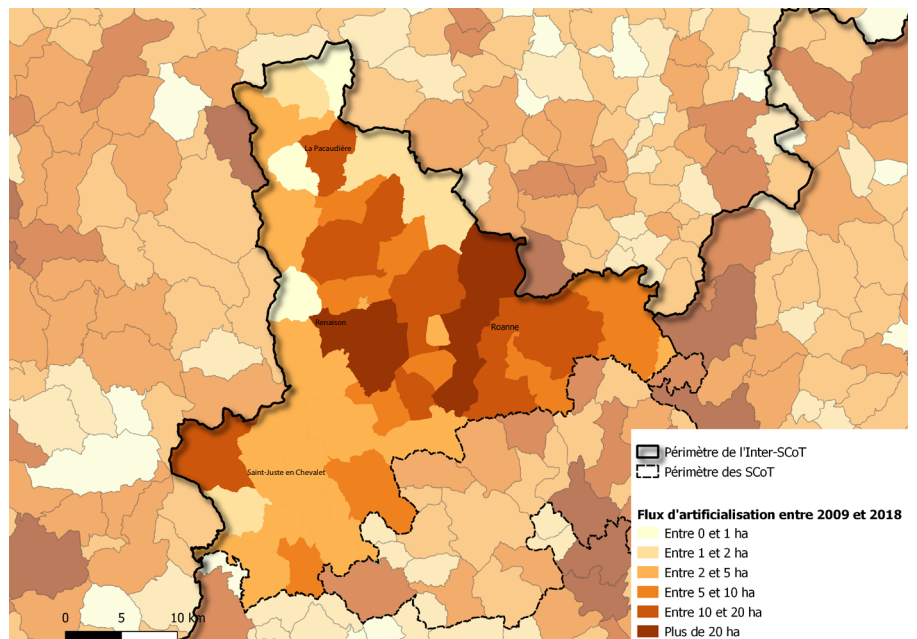 La Pacaudière
Renaison
Roanne
Saint-Juste en Chevalet
Périmètre de l'Inter-SCoT
Périmètre des SCoT
Flux d'artificialisation entre 2009 et 2018
Entre 0 et 1 ha
Entre 1 et 2 ha
Entre 2 et 5 ha
Entre 5 et 10 ha
Entre 10 et 20 ha
Plus de 20 ha
0 5 10 km